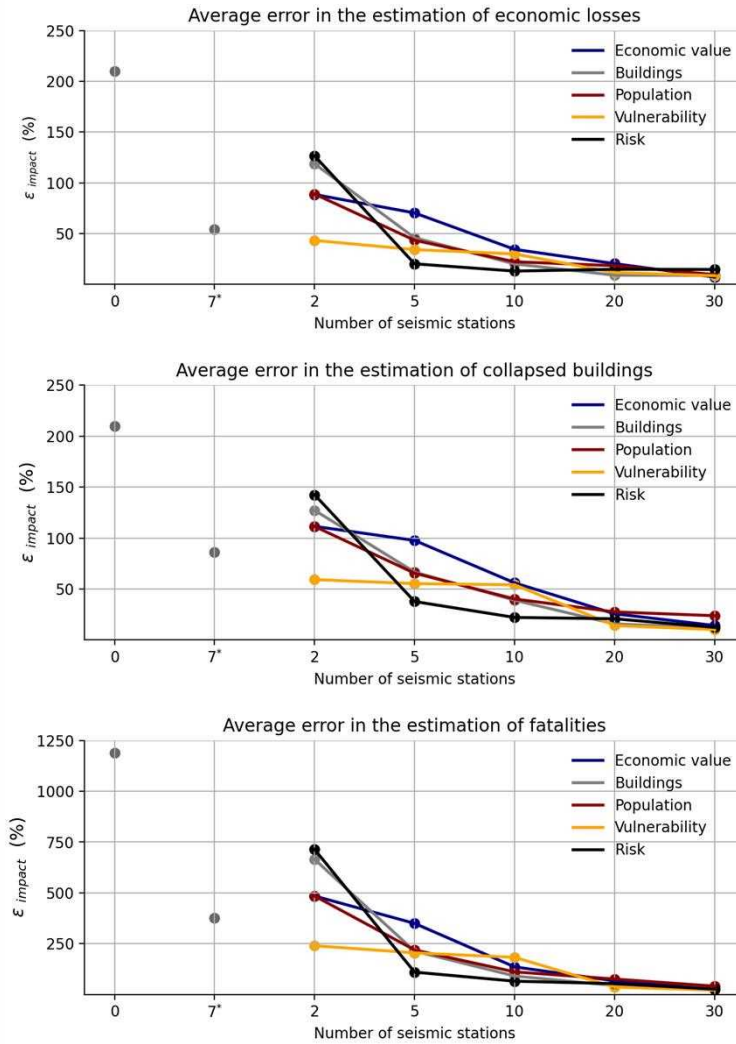 Average error in the estimation of economic losses
250
200
150
100
50
ε impact (%)
Economic value
Buildings
Population
Vulnerability
Risk
0 7* 2 5 10 20 30
Number of seismic stations
Average error in the estimation of collapsed buildings
250
200
150
100
50
ε impact (%)
Economic value
Buildings
Population
Vulnerability
Risk
0 7* 2 5 10 20 30
Number of seismic stations
Average error in the estimation of fatalities
1250
1000
750
500
250
ε impact (%)
Economic value
Buildings
Population
Vulnerability
Risk
0 7* 2 5 10 20 30
Number of seismic stations